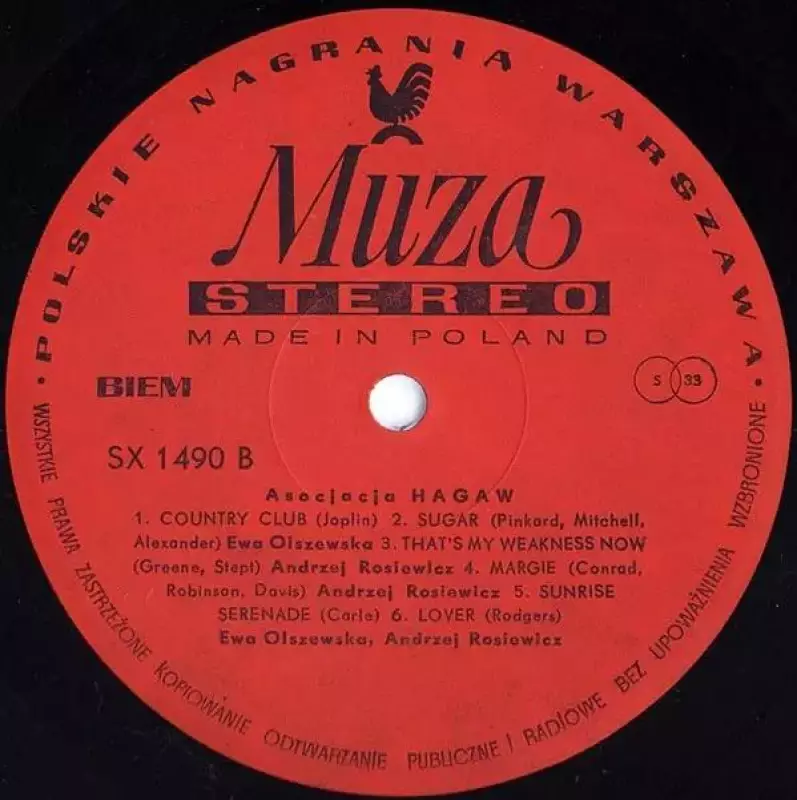 • POLSKIE NAGRANIA WARSZAWA •
Muza
STEREO
MADE IN POLAND
BIEM
S 33
SX 1490 B
Asocjacja HAGAW
1. COUNTRY CLUB (Joplin) 2. SUGAR (Pinkard, Mitchell,
Alexander) Ewa Olszewska 3. THAT'S MY WEAKNESS NOW
(Greene, Stept) Andrzej Rosiewicz 4. MARGIE (Conrad,
Robinson, Davis) Andrzej Rosiewicz 5. SUNRISE
SERENADE (Carle) 6. LOVER (Rodgers)
Ewa Olszewska, Andrzej Rosiewicz
WSZYSTKIE PRAWA ZASTRZEŻONE KOPIOWANIE ODTWARZANIE PUBLICZNE I RADIOWE BEZ UPOWAŻNIENIA WZBRONIONE